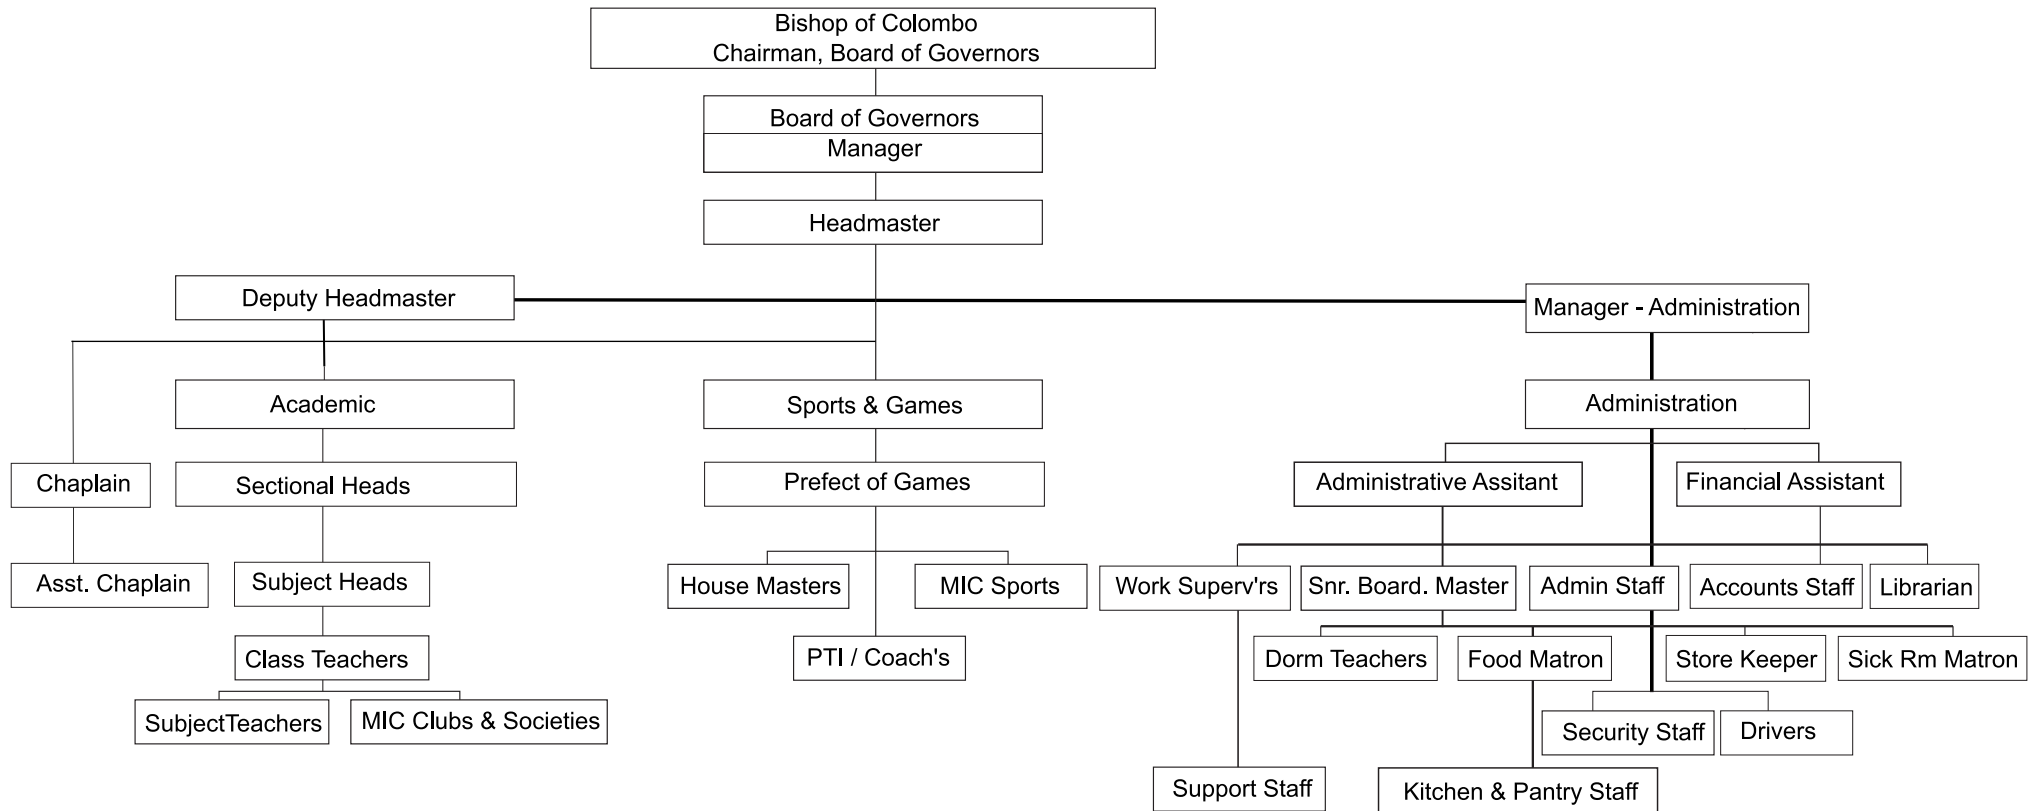 Bishop of Colombo
Chairman, Board of Governors
Board of Governors
Manager
Headmaster
Deputy Headmaster
Manager - Administration
Academic
Sports & Games
Administration
Chaplain
Sectional Heads
Prefect of Games
Administrative Assitant
Financial Assistant
Asst. Chaplain
Subject Heads
House Masters
MIC Sports
Work Superv'rs
Snr. Board. Master
Admin Staff
Accounts Staff
Librarian
Class Teachers
PTI / Coach's
Dorm Teachers
Food Matron
Store Keeper
Sick Rm Matron
SubjectTeachers
MIC Clubs & Societies
Security Staff
Drivers
Support Staff
Kitchen & Pantry Staff